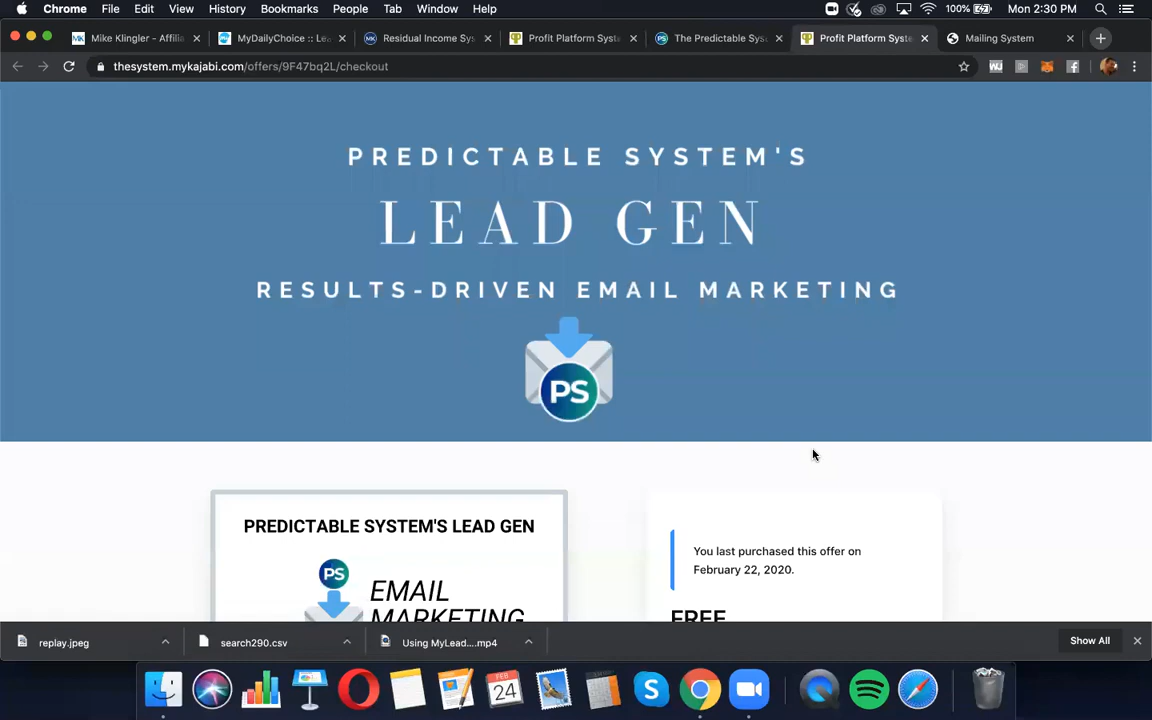 Chrome File Edit View History Bookmarks People Tab Window Help 100% Mon 2:30 PM
Mike Klingler - Affilia MyDailyChoice :: Le Residual Income Sy Profit Platform Syst The Predictable Sys Profit Platform Syste Mailing System
thesystem.mykajabi.com/offers/9F47bq2L/checkout
PREDICTABLE SYSTEM'S
LEAD GEN
RESULTS-DRIVEN EMAIL MARKETING
PS
PREDICTABLE SYSTEM'S LEAD GEN
PS
EMAIL
MARKETING
You last purchased this offer on
February 22, 2020.
FREE
replay.jpeg search290.csv Using MyLead....mp4 Show All
FEB
24